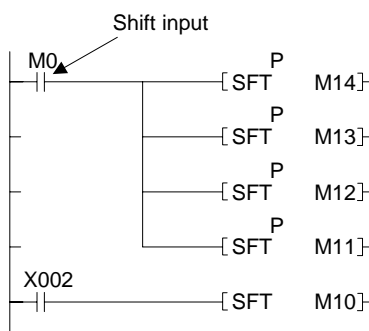 Shift input
M0
P
SFT M14
P
SFT M13
P
SFT M12
P
SFT M11
X002
SFT M10